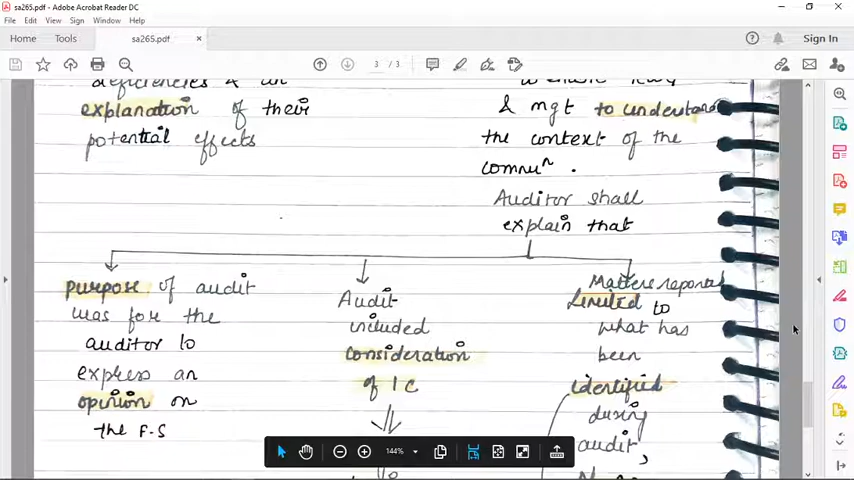 sa265.pdf - Adobe Acrobat Reader DC
File Edit View Sign Window Help
Home Tools sa265.pdf × Sign In
3 / 3
deficiencies & an
explanation of their
potential effects
& mgt to understand
the context of the
commuⁿ.
Auditor shall
explain that
purpose of audit
was for the
auditor to
express an
opinion on
the F.S
Audit
included
consideration
of I C
Matters reported
Limited to
what has
been
identified
during
audit,
144%